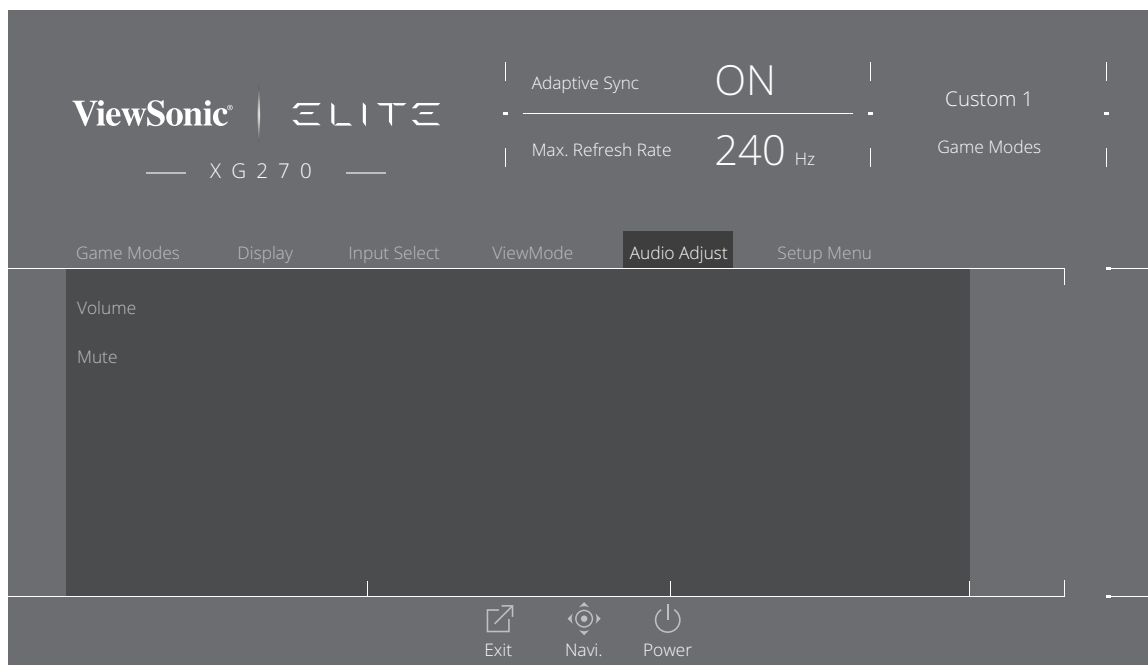 ViewSonic® ELITE
XG270
Adaptive Sync ON
Max. Refresh Rate 240 Hz
Custom 1
Game Modes
Game Modes Display Input Select ViewMode Audio Adjust Setup Menu
Volume
Mute
Exit Navi. Power